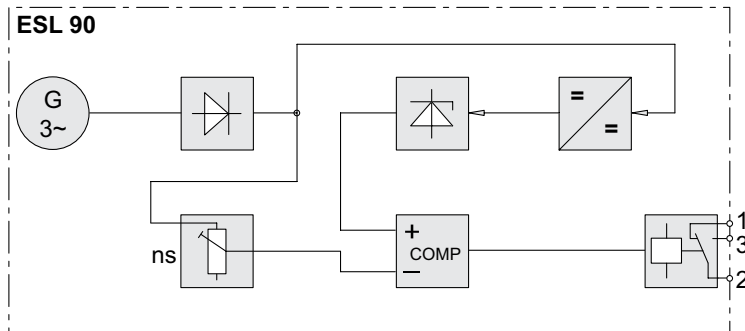 ESL 90
G
3~
=
=
ns
+
COMP
−
1
3
2